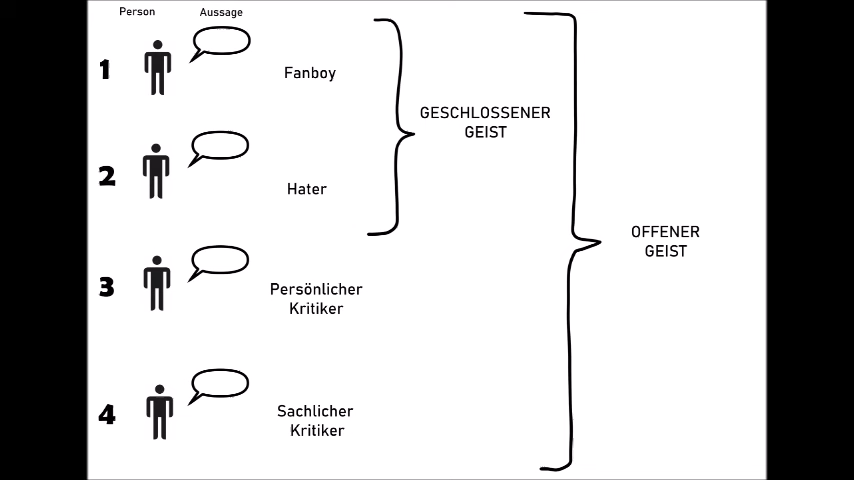 Person Aussage
1
Fanboy
GESCHLOSSENER
GEIST
2
Hater
OFFENER
GEIST
3
Persönlicher
Kritiker
4
Sachlicher
Kritiker